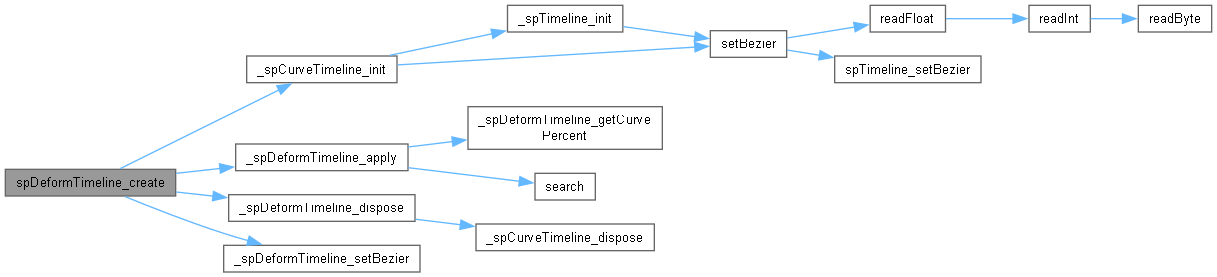 _spTimeline_init
readFloat
readInt
readByte
setBezier
_spCurveTimeline_init
spTimeline_setBezier
_spDeformTimeline_getCurve
Percent
_spDeformTimeline_apply
spDeformTimeline_create
search
_spDeformTimeline_dispose
_spCurveTimeline_dispose
_spDeformTimeline_setBezier